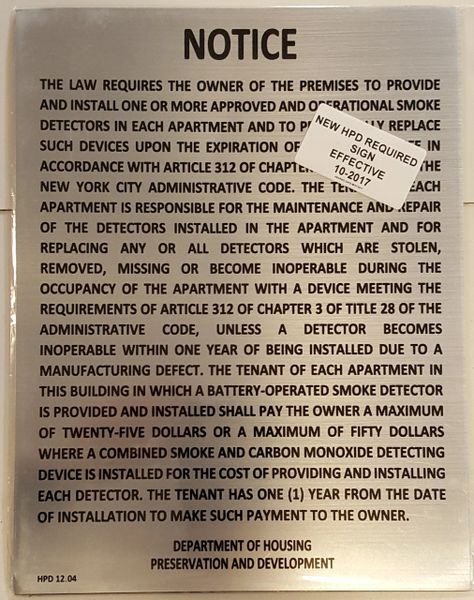 NOTICE
THE LAW REQUIRES THE OWNER OF THE PREMISES TO PROVIDE
AND INSTALL ONE OR MORE APPROVED AND OPERATIONAL SMOKE
DETECTORS IN EACH APARTMENT AND TO P LLY REPLACE
SUCH DEVICES UPON THE EXPIRATION OF E IN
ACCORDANCE WITH ARTICLE 312 OF CHAPTE THE
NEW YORK CITY ADMINISTRATIVE CODE. THE TEN EACH
APARTMENT IS RESPONSIBLE FOR THE MAINTENANCE AND REPAIR
OF THE DETECTORS INSTALLED IN THE APARTMENT AND FOR
REPLACING ANY OR ALL DETECTORS WHICH ARE STOLEN,
REMOVED, MISSING OR BECOME INOPERABLE DURING THE
OCCUPANCY OF THE APARTMENT WITH A DEVICE MEETING THE
REQUIREMENTS OF ARTICLE 312 OF CHAPTER 3 OF TITLE 28 OF THE
ADMINISTRATIVE CODE, UNLESS A DETECTOR BECOMES
INOPERABLE WITHIN ONE YEAR OF BEING INSTALLED DUE TO A
MANUFACTURING DEFECT. THE TENANT OF EACH APARTMENT IN
THIS BUILDING IN WHICH A BATTERY-OPERATED SMOKE DETECTOR
IS PROVIDED AND INSTALLED SHALL PAY THE OWNER A MAXIMUM
OF TWENTY-FIVE DOLLARS OR A MAXIMUM OF FIFTY DOLLARS
WHERE A COMBINED SMOKE AND CARBON MONOXIDE DETECTING
DEVICE IS INSTALLED FOR THE COST OF PROVIDING AND INSTALLING
EACH DETECTOR. THE TENANT HAS ONE (1) YEAR FROM THE DATE
OF INSTALLATION TO MAKE SUCH PAYMENT TO THE OWNER.
DEPARTMENT OF HOUSING
PRESERVATION AND DEVELOPMENT
HPD 12.04
NEW HPD REQUIRED
SIGN
EFFECTIVE
10-2017